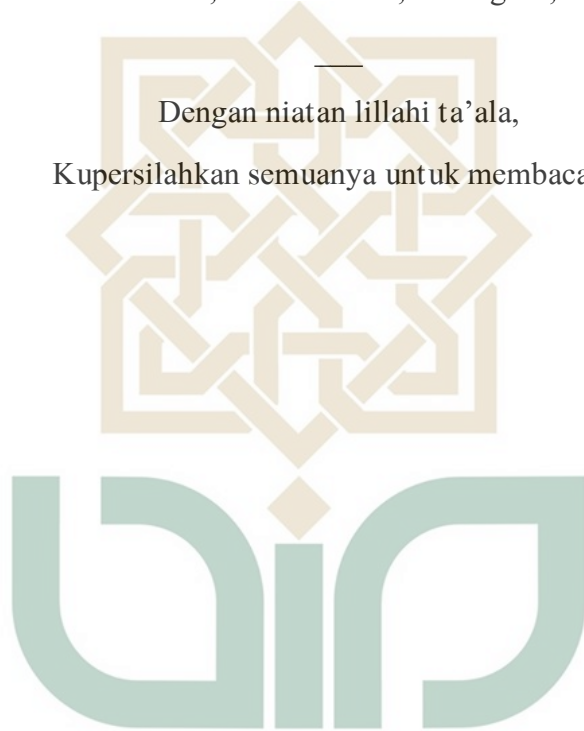 Dengan niatan lillahi ta’ala,
Kupersilahkan semuanya untuk membaca